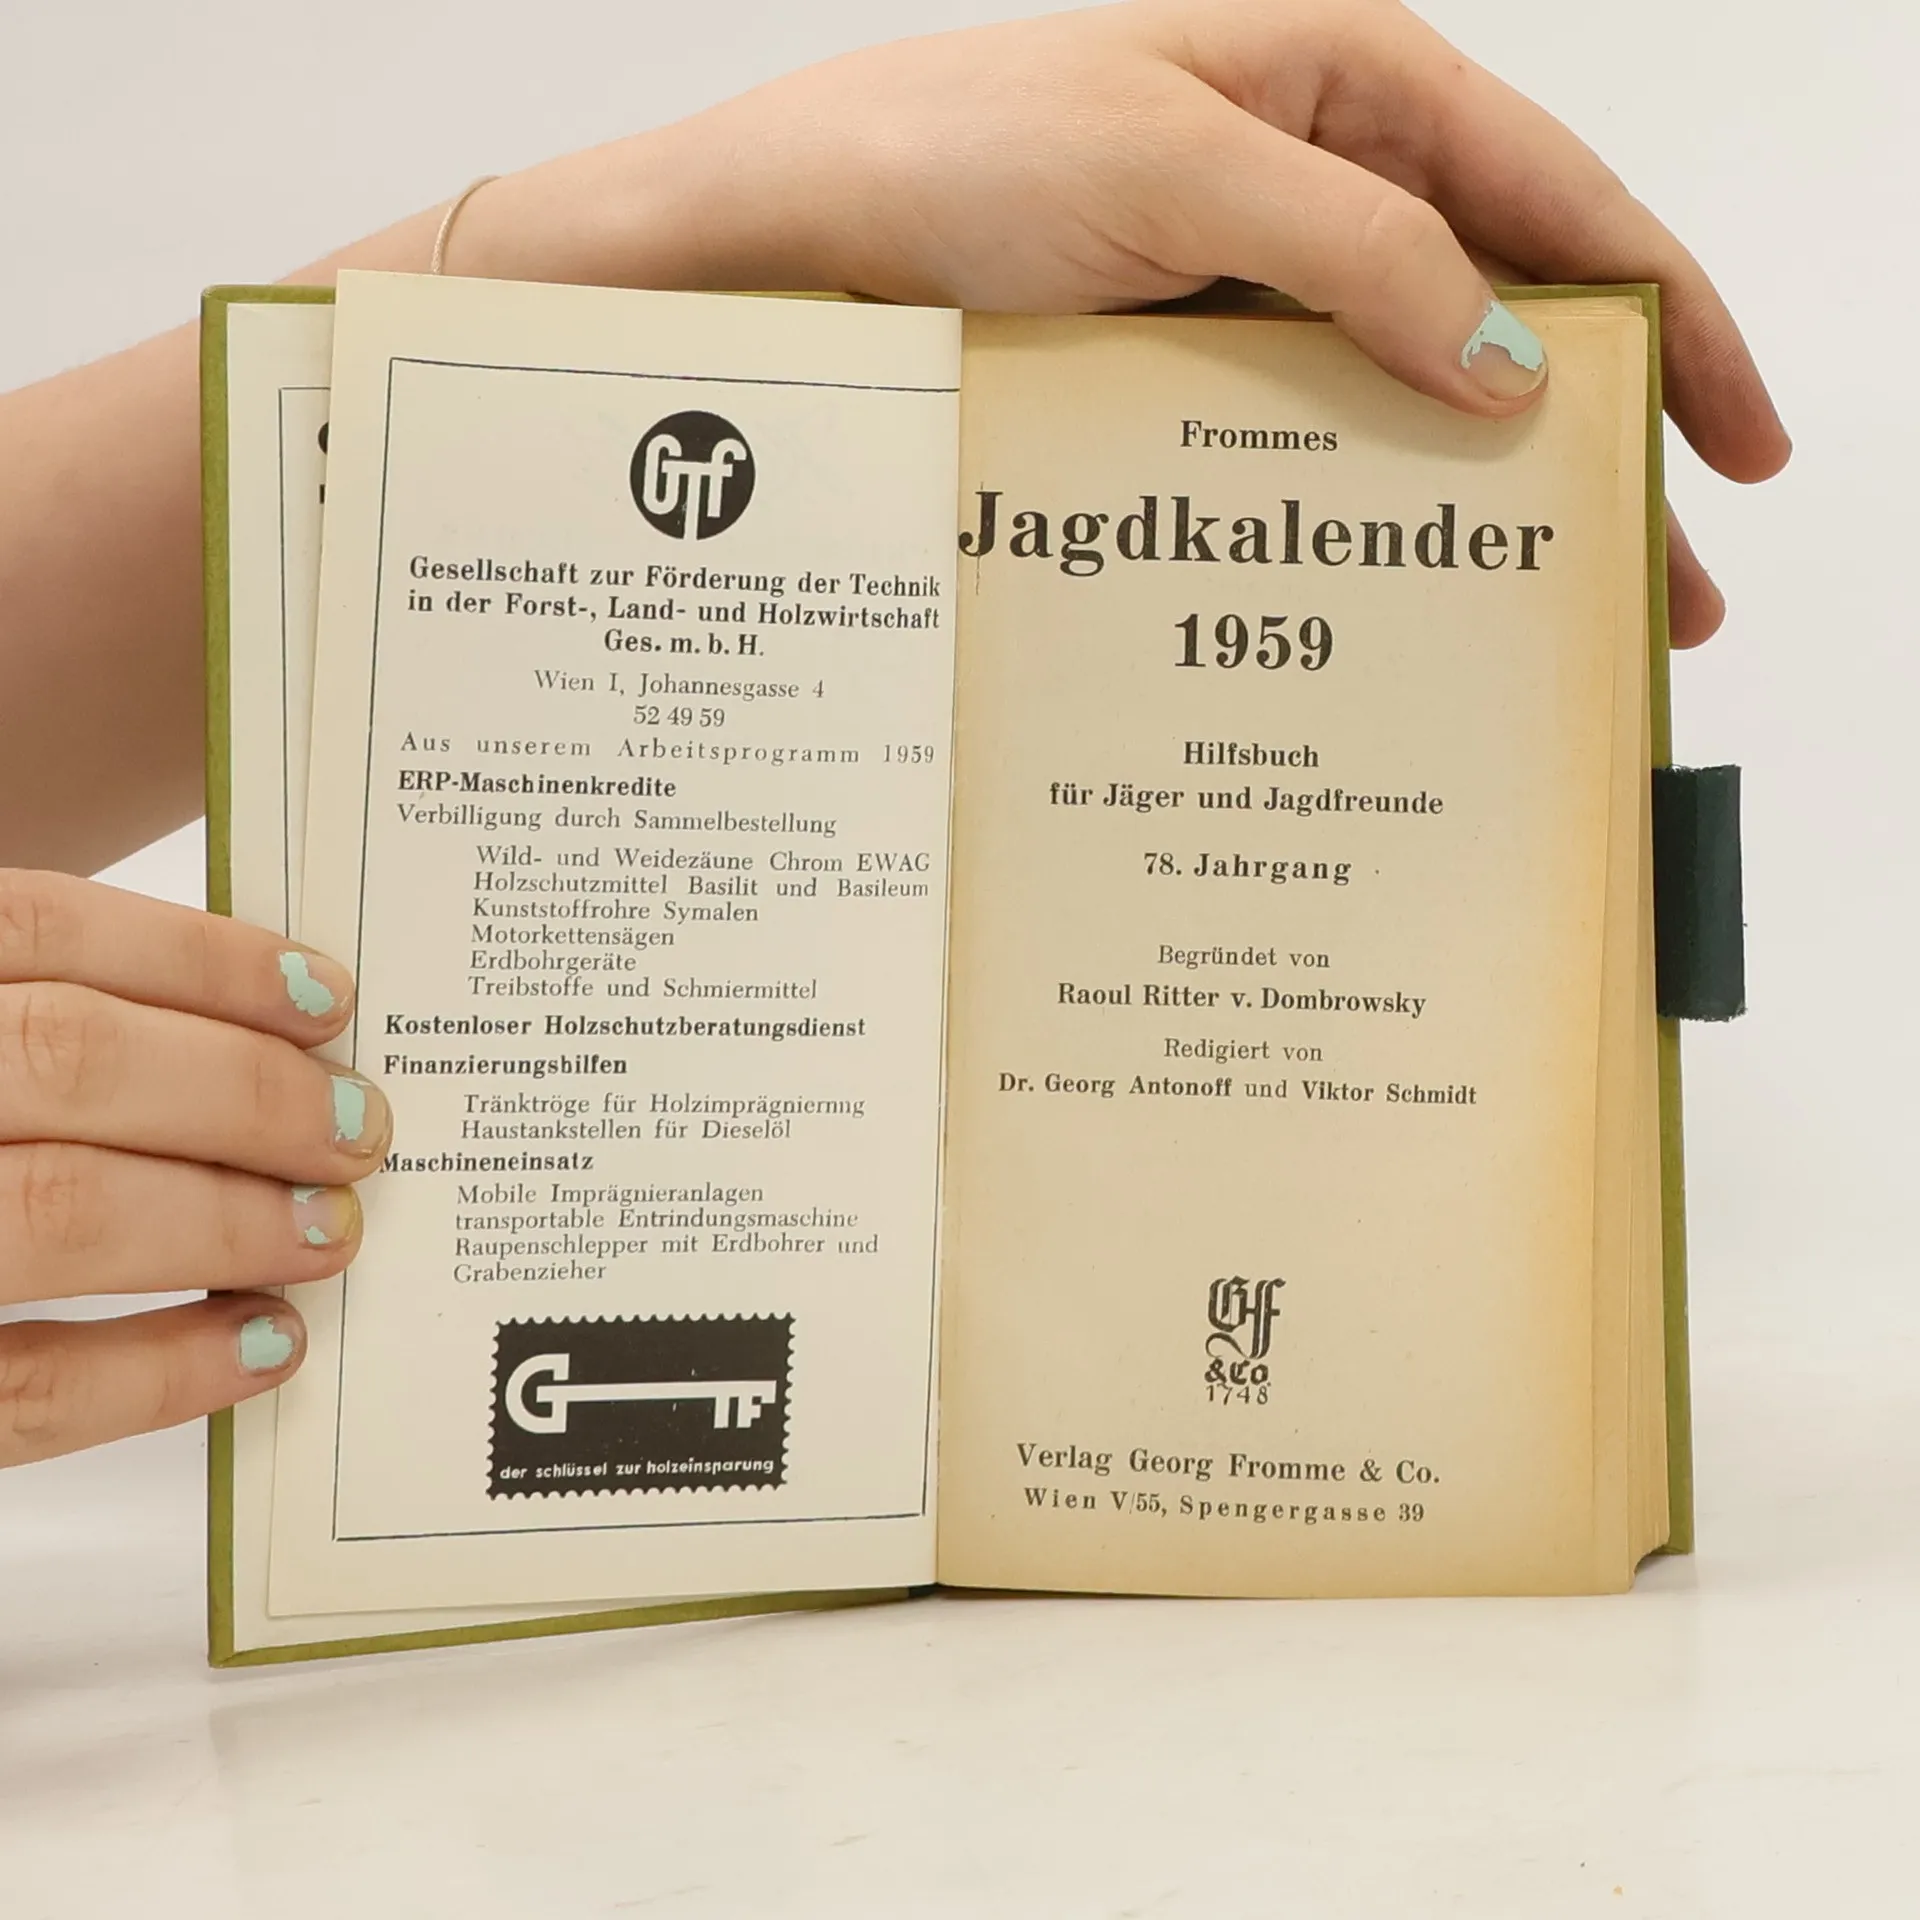 GTF
Gesellschaft zur Förderung der Technik
in der Forst-, Land- und Holzwirtschaft
Ges. m. b. H.
Wien I, Johannesgasse 4
52 49 59
Aus unserem Arbeitsprogramm 1959
ERP-Maschinenkredite
Verbilligung durch Sammelbestellung
Wild- und Weidezäune Chrom EWAG
Holzschutzmittel Basilit und Basileum
Kunststoffrohre Symalen
Motorkettensägen
Erdbohrgeräte
Treibstoffe und Schmiermittel
Kostenloser Holzschutzberatungsdienst
Finanzierungshilfen
Tränktröge für Holzimprägnierung
Haustankstellen für Dieselöl
Maschineneinsatz
Mobile Imprägnieranlagen
transportable Entrindungsmaschine
Raupenschlepper mit Erdbohrer und
Grabenzieher
GTF
der schlüssel zur holzeinsparung
Frommes
Jagdkalender
1959
Hilfsbuch
für Jäger und Jagdfreunde
78. Jahrgang
Begründet von
Raoul Ritter v. Dombrowsky
Redigiert von
Dr. Georg Antonoff und Viktor Schmidt
GF
&Co.
1748
Verlag Georg Fromme & Co.
Wien V/55, Spengergasse 39